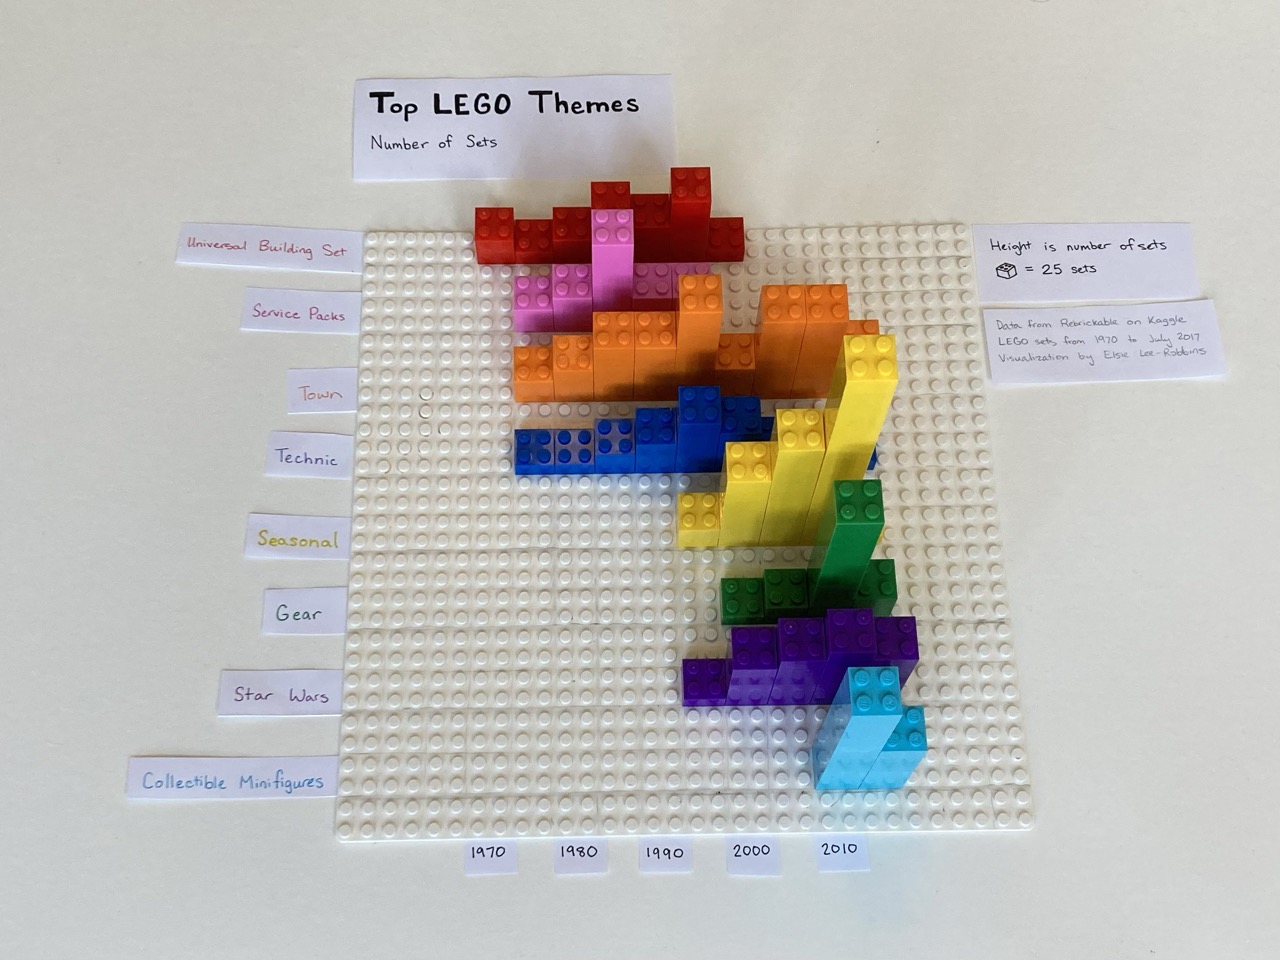 Top LEGO Themes
Number of Sets
Universal Building Set
Service Packs
Town
Technic
Seasonal
Gear
Star Wars
Collectible Minifigures
Height is number of sets
= 25 sets
Data from Rebrickable on Kaggle
LEGO sets from 1970 to July 2017
Visualization by Elsie Lee-Robbins
1970 1980 1990 2000 2010